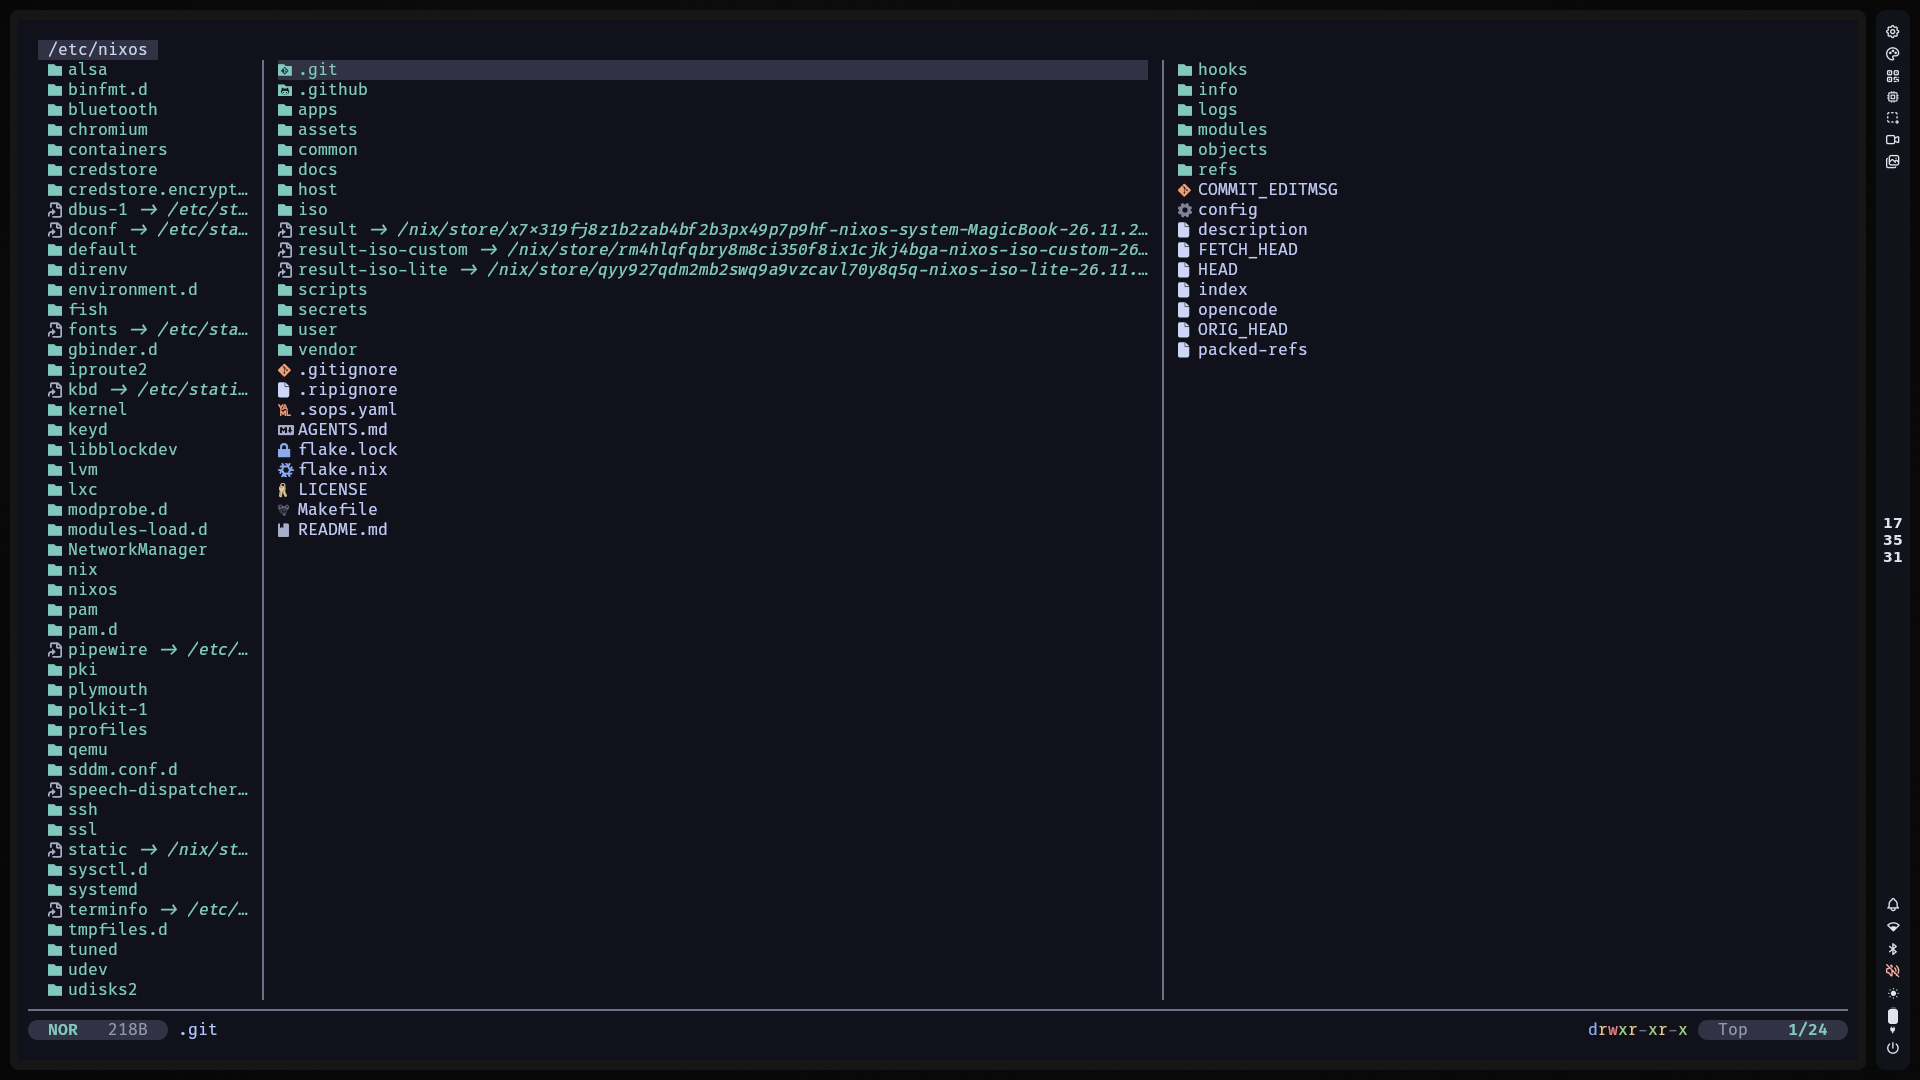 /etc/nixos
alsa
binfmt.d
bluetooth
chromium
containers
credstore
credstore.encrypt…
dbus-1 -> /etc/st…
dconf -> /etc/sta…
default
direnv
environment.d
fish
fonts -> /etc/sta…
gbinder.d
iproute2
kbd -> /etc/stati…
kernel
keyd
libblockdev
lvm
lxc
modprobe.d
modules-load.d
NetworkManager
nix
nixos
pam
pam.d
pipewire -> /etc/…
pki
plymouth
polkit-1
profiles
qemu
sddm.conf.d
speech-dispatcher…
ssh
ssl
static -> /nix/st…
sysctl.d
systemd
terminfo -> /etc/…
tmpfiles.d
tuned
udev
udisks2
.git
.github
apps
assets
common
docs
host
iso
result -> /nix/store/x7x319fj8z1b2zab4bf2b3px49p7p9hf-nixos-system-MagicBook-26.11.2…
result-iso-custom -> /nix/store/rm4hlqfqbry8m8ci350f8ix1cjkj4bga-nixos-iso-custom-26…
result-iso-lite -> /nix/store/qyy927qdm2mb2swq9a9vzcavl70y8q5q-nixos-iso-lite-26.11.…
scripts
secrets
user
vendor
.gitignore
.ripignore
.sops.yaml
AGENTS.md
flake.lock
flake.nix
LICENSE
Makefile
README.md
hooks
info
logs
modules
objects
refs
COMMIT_EDITMSG
config
description
FETCH_HEAD
HEAD
index
opencode
ORIG_HEAD
packed-refs
NOR 218B .git
drwxr-xr-x Top 1/24
17
35
31